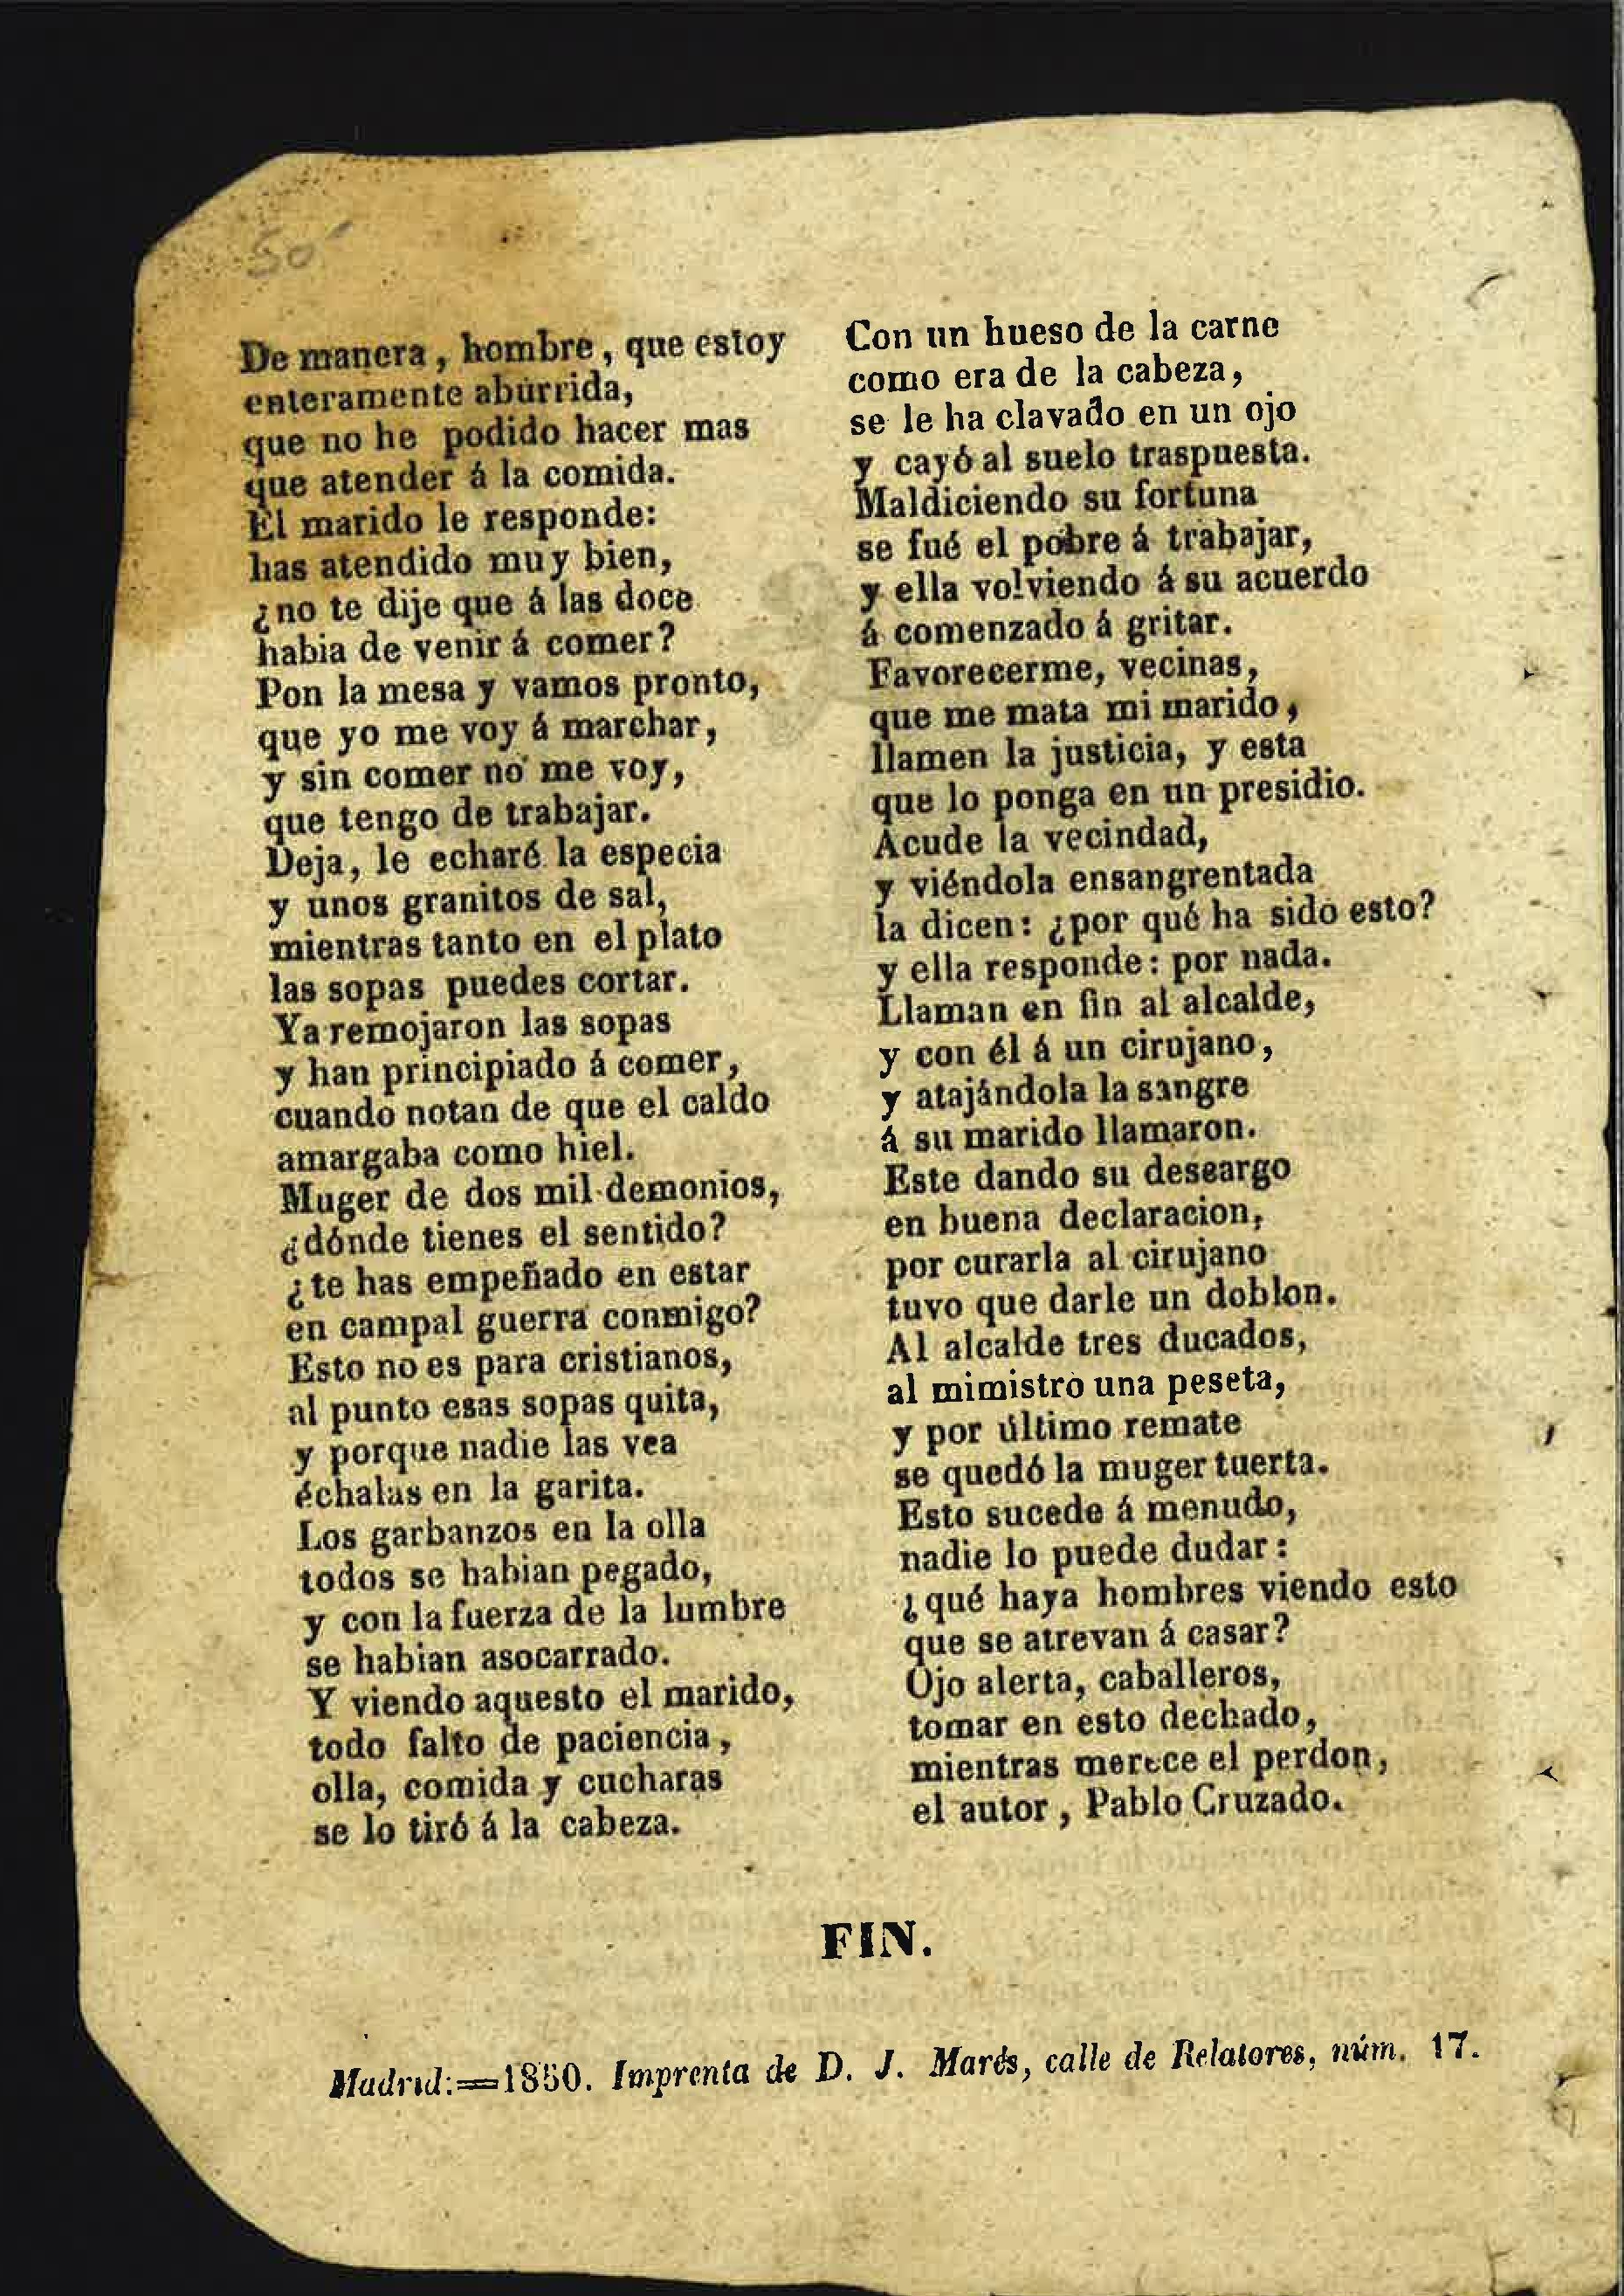 50
De manera, hombre, que estoy
enteramente aburrida,
que no he podido hacer mas
que atender á la comida.
El marido le responde:
has atendido muy bien,
¿no te dije que á las doce
habia de venir á comer?
Pon la mesa y vamos pronto,
que yo me voy á marchar,
y sin comer no me voy,
que tengo de trabajar.
Deja, le echaré la especia
y unos granitos de sal,
mientras tanto en el plato
las sopas puedes cortar.
Ya remojaron las sopas
y han principiado á comer,
cuando notan de que el caldo
amargaba como hiel.
Muger de dos mil demonios,
¿dónde tienes el sentido?
¿te has empeñado en estar
en campal guerra conmigo?
Esto no es para cristianos,
al punto esas sopas quita,
y porque nadie las vea
échalas en la garita.
Los garbanzos en la olla
todos se habian pegado,
y con la fuerza de la lumbre
se habian asocarrado.
Y viendo aquesto el marido,
todo falto de paciencia,
olla, comida y cucharas
se lo tiró á la cabeza.
Con un hueso de la carne
como era de la cabeza,
se le ha clavado en un ojo
y cayó al suelo traspuesta.
Maldiciendo su fortuna
se fué el pobre á trabajar,
y ella volviendo á su acuerdo
á comenzado á gritar.
Favorecerme, vecinas,
que me mata mi marido,
llamen la justicia, y esta
que lo ponga en un presidio.
Acude la vecindad,
y viéndola ensangrentada
la dicen: ¿por qué ha sido esto?
y ella responde: por nada.
Llaman en fin al alcalde,
y con él á un cirujano,
y atajándola la sangre
á su marido llamaron.
Este dando su deseargo
en buena declaracion,
por curarla al cirujano
tuvo que darle un doblon.
Al alcalde tres ducados,
al mimistro una peseta,
y por último remate
se quedó la muger tuerta.
Esto sucede á menudo,
nadie lo puede dudar:
¿qué haya hombres viendo esto
que se atrevan á casar?
Ojo alerta, caballeros,
tomar en esto dechado,
mientras merece el perdon,
el autor, Pablo Cruzado.
FIN.
Madrid:=1850. Imprenta de D. J. Marés, calle de Relatores, núm. 17.